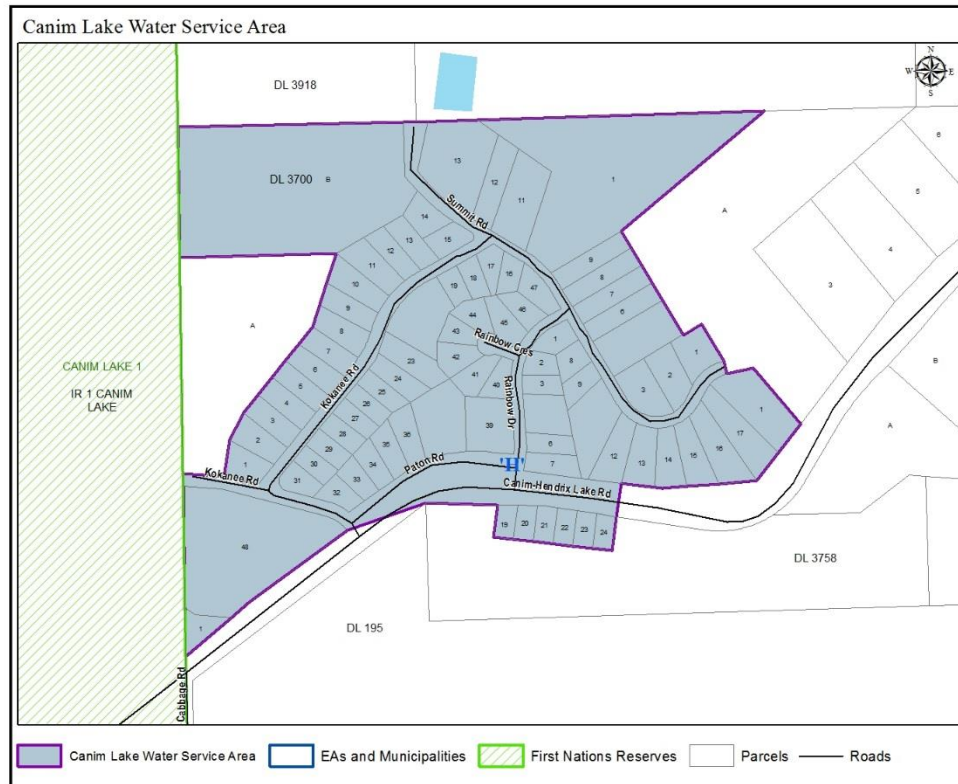 Canim Lake Water Service Area
N
W
E
S
DL 3918
6
DL 3700
B
13
12
11
1
5
A
4
3
Summit Rd
14
15
13
12
11
10
9
8
7
6
5
4
3
2
1
17
16
18
19
47
46
45
44
43
42
41
40
39
9
8
7
6
A
Rainbow Cres
CANIM LAKE 1
IR 1 CANIM
LAKE
Kokanee Rd
23
24
25
26
27
28
29
30
31
32
33
34
35
36
Rainbow Dr
1
2
3
8
9
6
7
3
2
1
1
B
A
Paton Rd
'H'
12
13
14
15
16
17
Kokanee Rd
Canim-Hendrix Lake Rd
19
20
21
22
23
24
48
1
DL 3758
DL 195
Cabbage Rd
Canim Lake Water Service Area
EAs and Municipalities
First Nations Reserves
Parcels
Roads